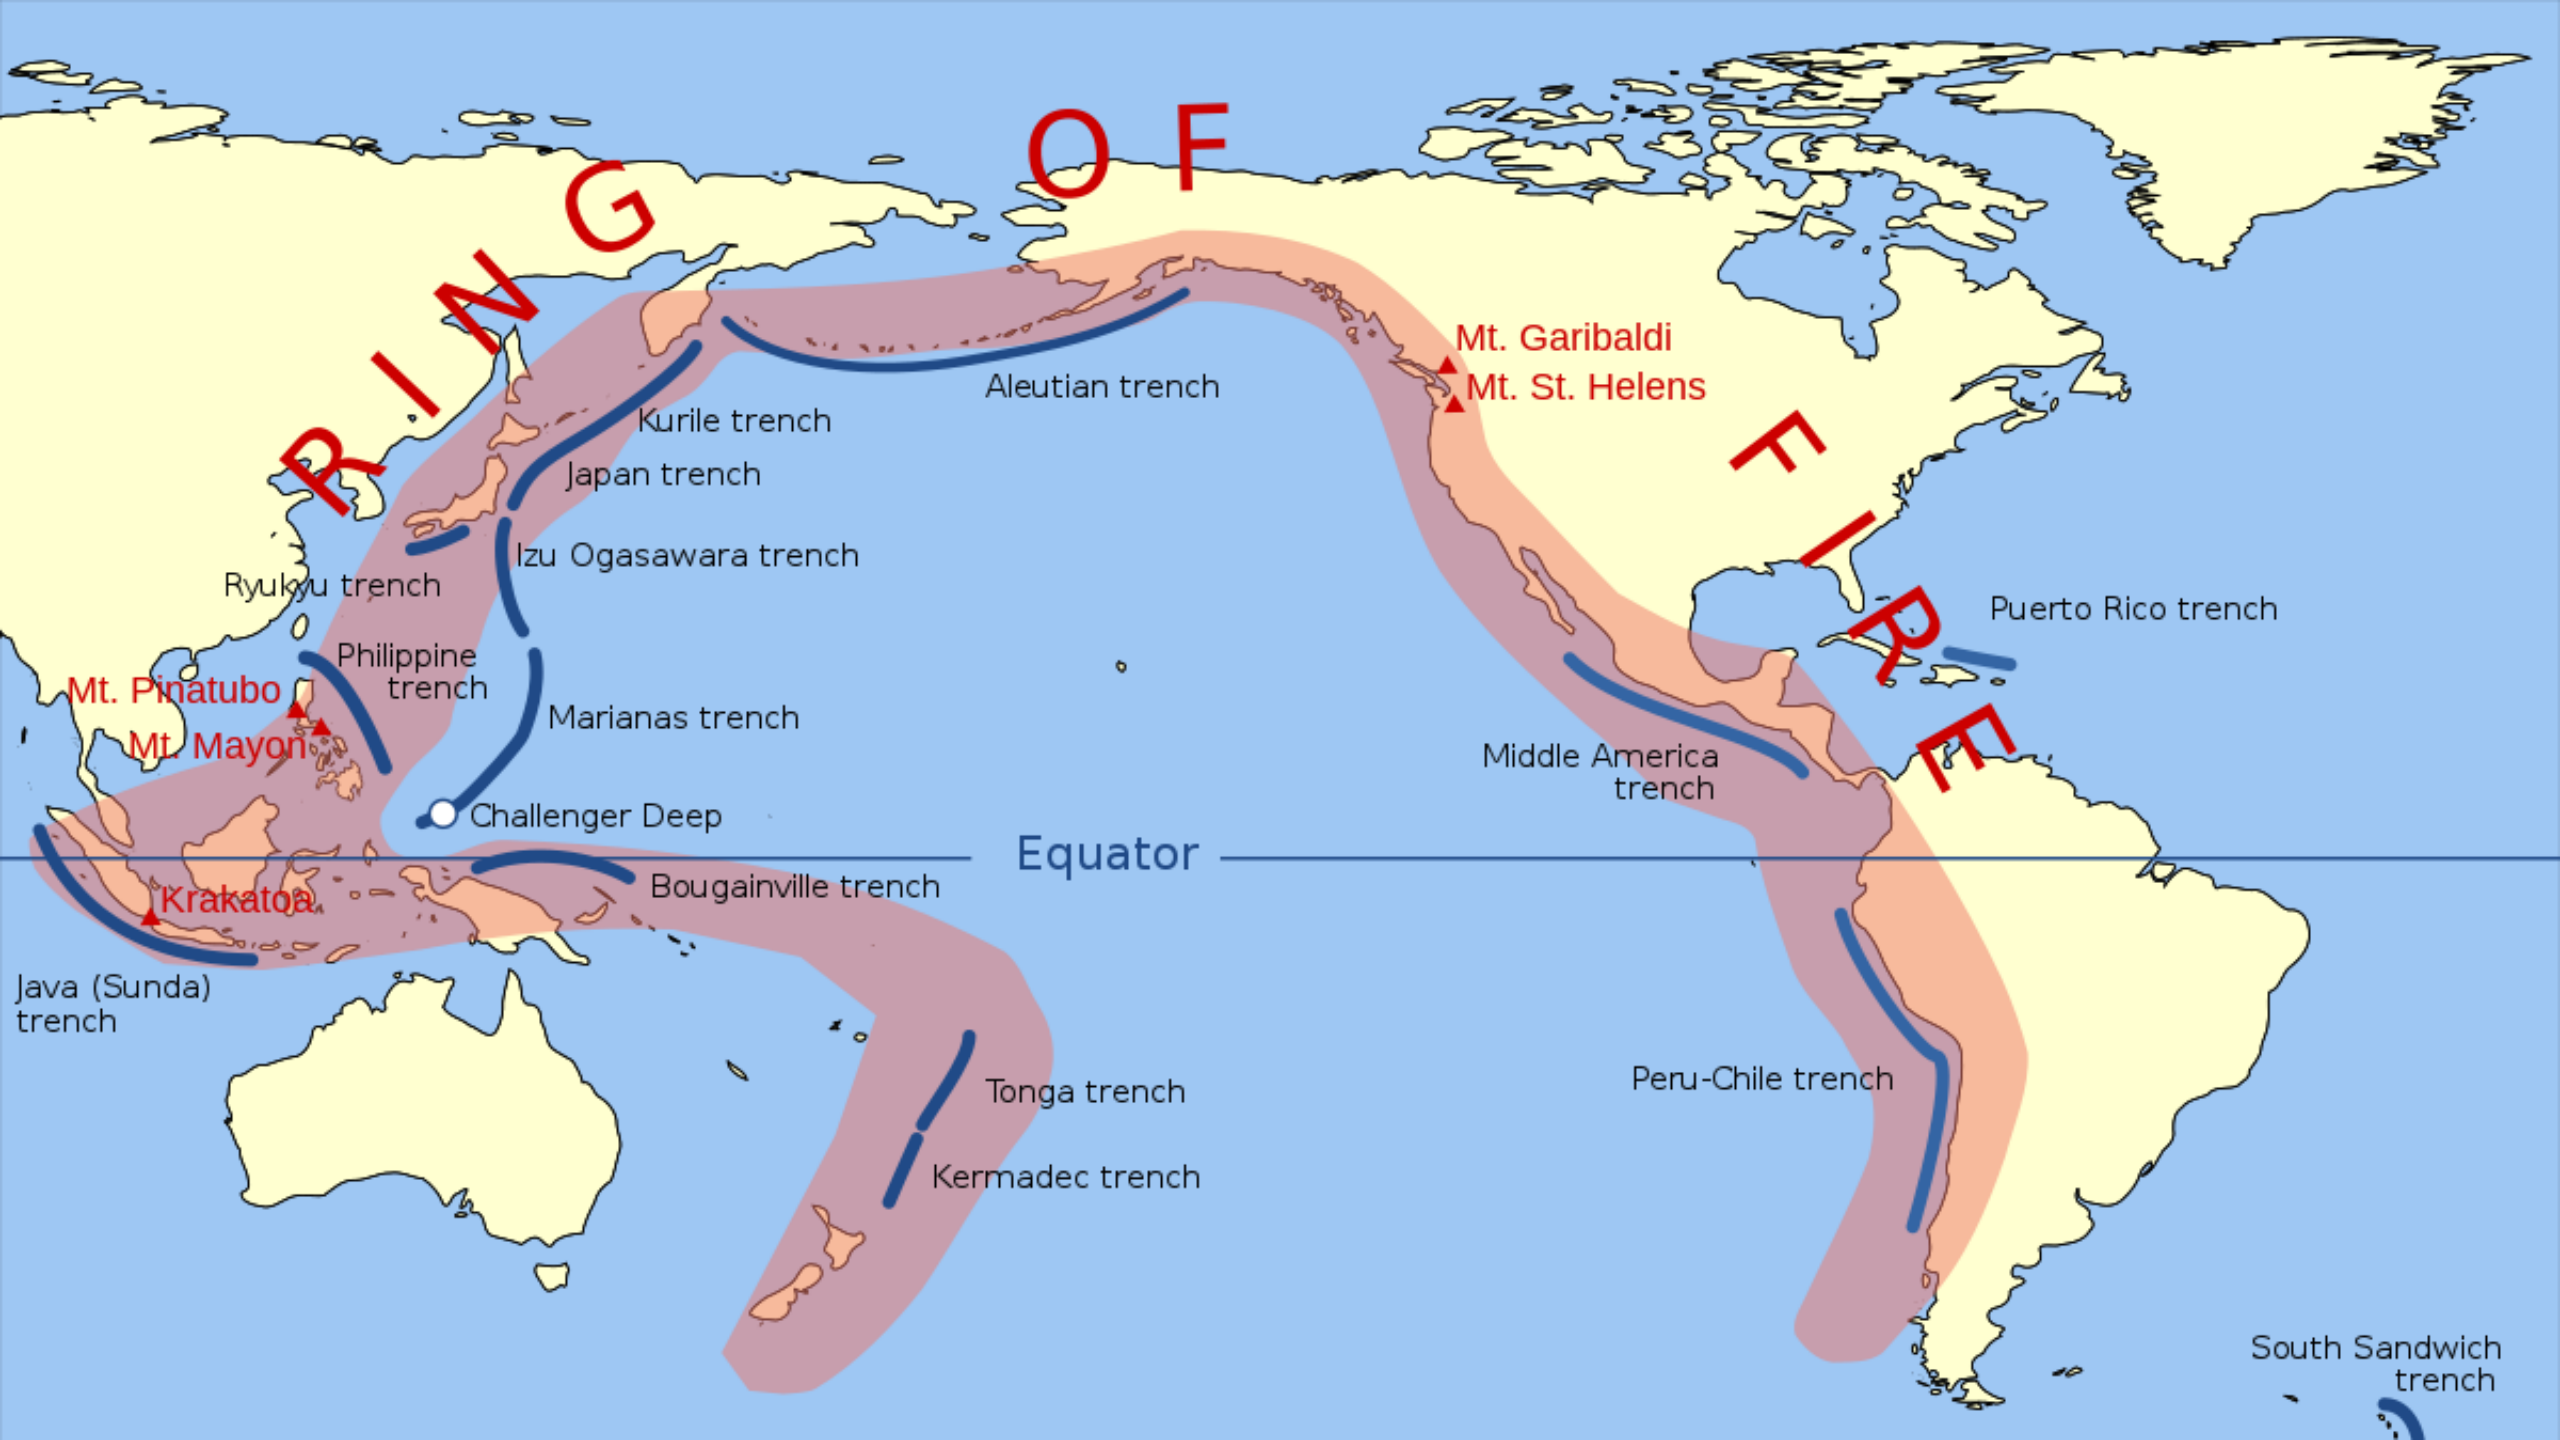 RING OF FIRE
Mt. Garibaldi
Mt. St. Helens
Aleutian trench
Kurile trench
Japan trench
Izu Ogasawara trench
Ryukyu trench
Puerto Rico trench
Philippine
trench
Mt. Pinatubo
Mt. Mayon
Marianas trench
Middle America
trench
Challenger Deep
Equator
Bougainville trench
Krakatoa
Java (Sunda)
trench
Peru-Chile trench
Tonga trench
Kermadec trench
South Sandwich
trench